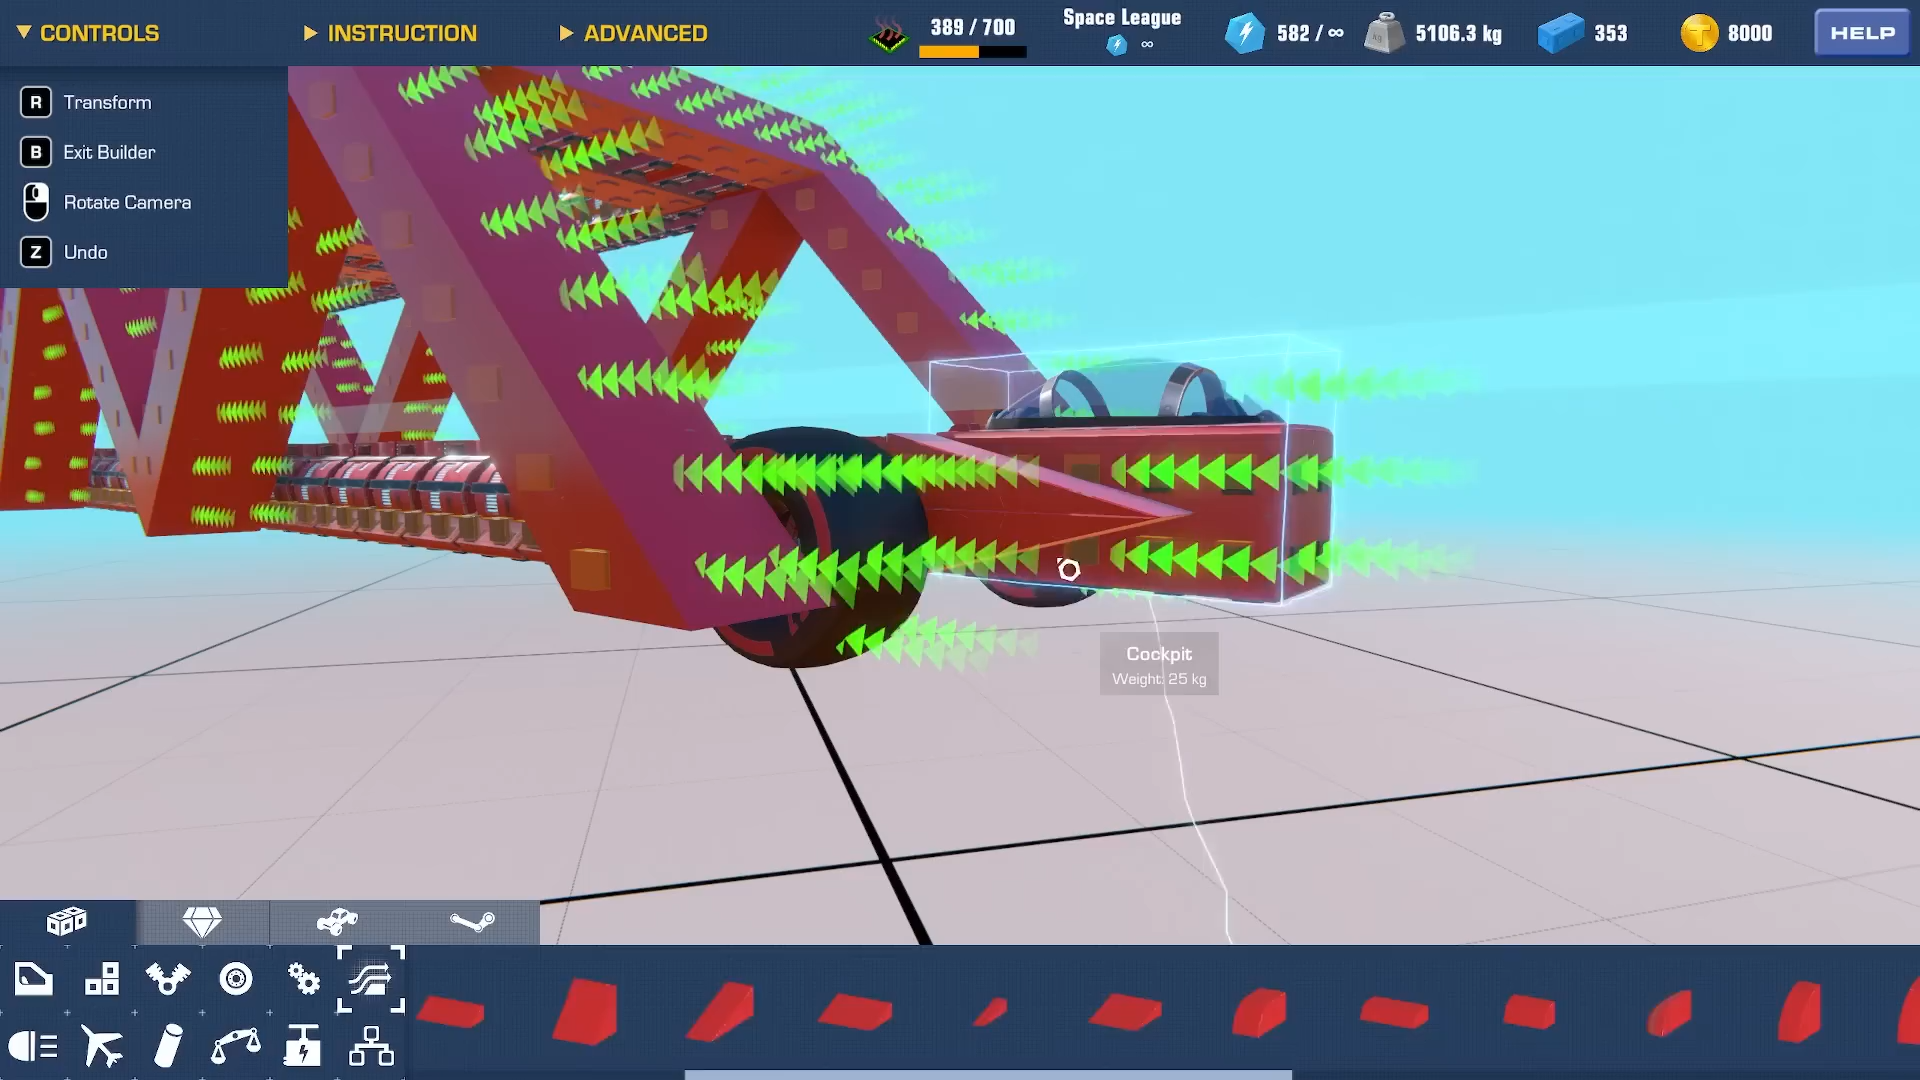 CONTROLS
INSTRUCTION
ADVANCED
389 / 700
Space League
∞
582 / ∞
5106.3 kg
353
8000
HELP
R Transform
B Exit Builder
Rotate Camera
Z Undo
Cockpit
Weight: 25 kg